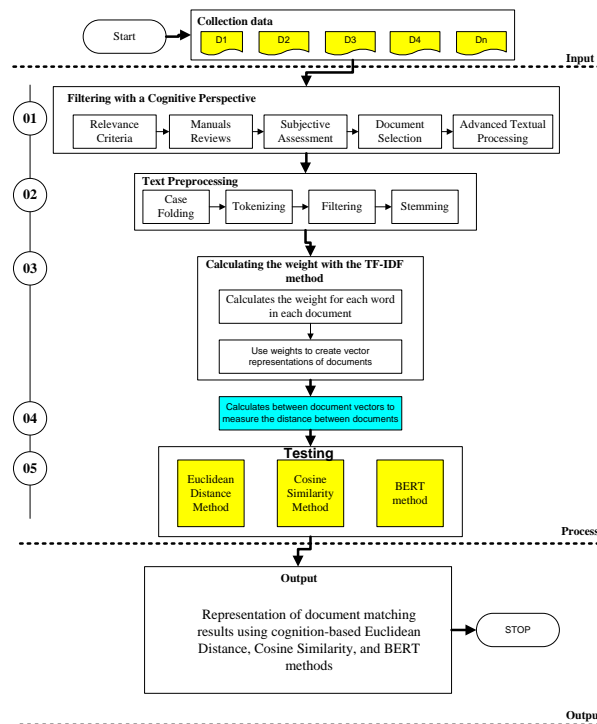 Collection data
Start
D1
D2
D3
D4
Dn
Input
01
Filtering with a Cognitive Perspective
Relevance
Criteria
Manuals
Reviews
Subjective
Assessment
Document
Selection
Advanced Textual
Processing
02
Text Preprocessing
Case
Folding
Tokenizing
Filtering
Stemming
03
Calculating the weight with the TF-IDF
method
Calculates the weight for each word
in each document
Use weights to create vector
representations of documents
04
Calculates between document vectors to
measure the distance between documents
05
Testing
Euclidean
Distance
Method
Cosine
Similarity
Method
BERT
method
Process
Output
Representation of document matching
results using cognition-based Euclidean
Distance, Cosine Similarity, and BERT
methods
STOP
Output